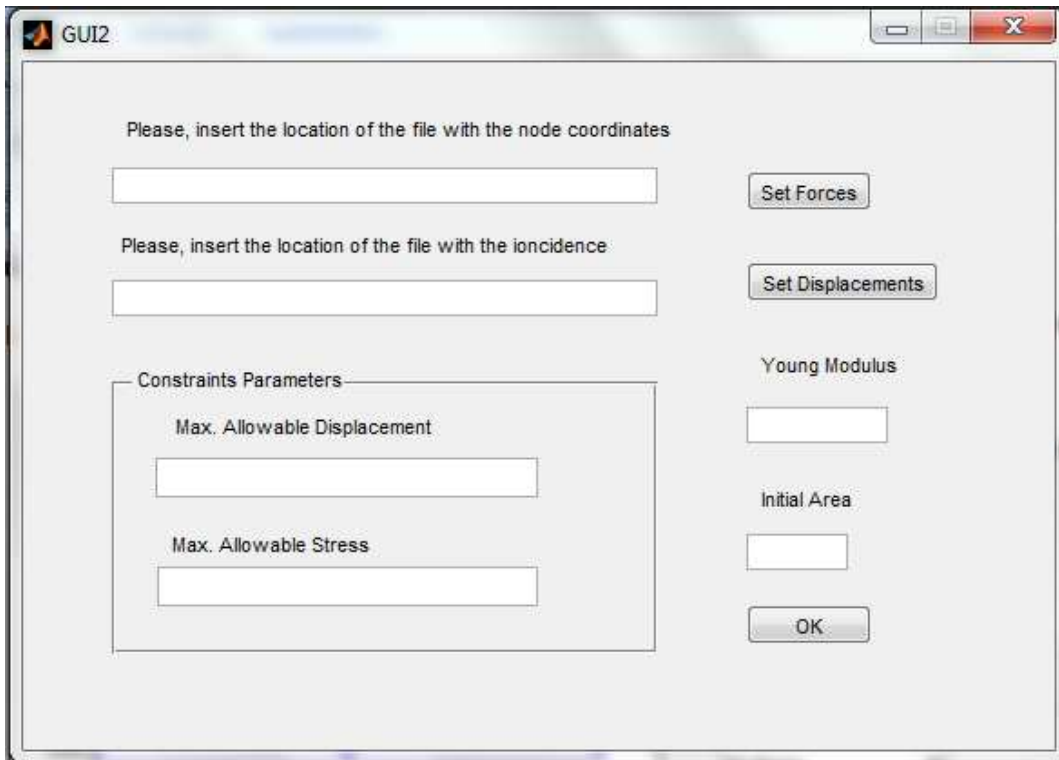 GUI2
Please, insert the location of the file with the node coordinates
Set Forces
Please, insert the location of the file with the ioncidence
Set Displacements
Constraints Parameters
Max. Allowable Displacement
Max. Allowable Stress
Young Modulus
Initial Area
OK